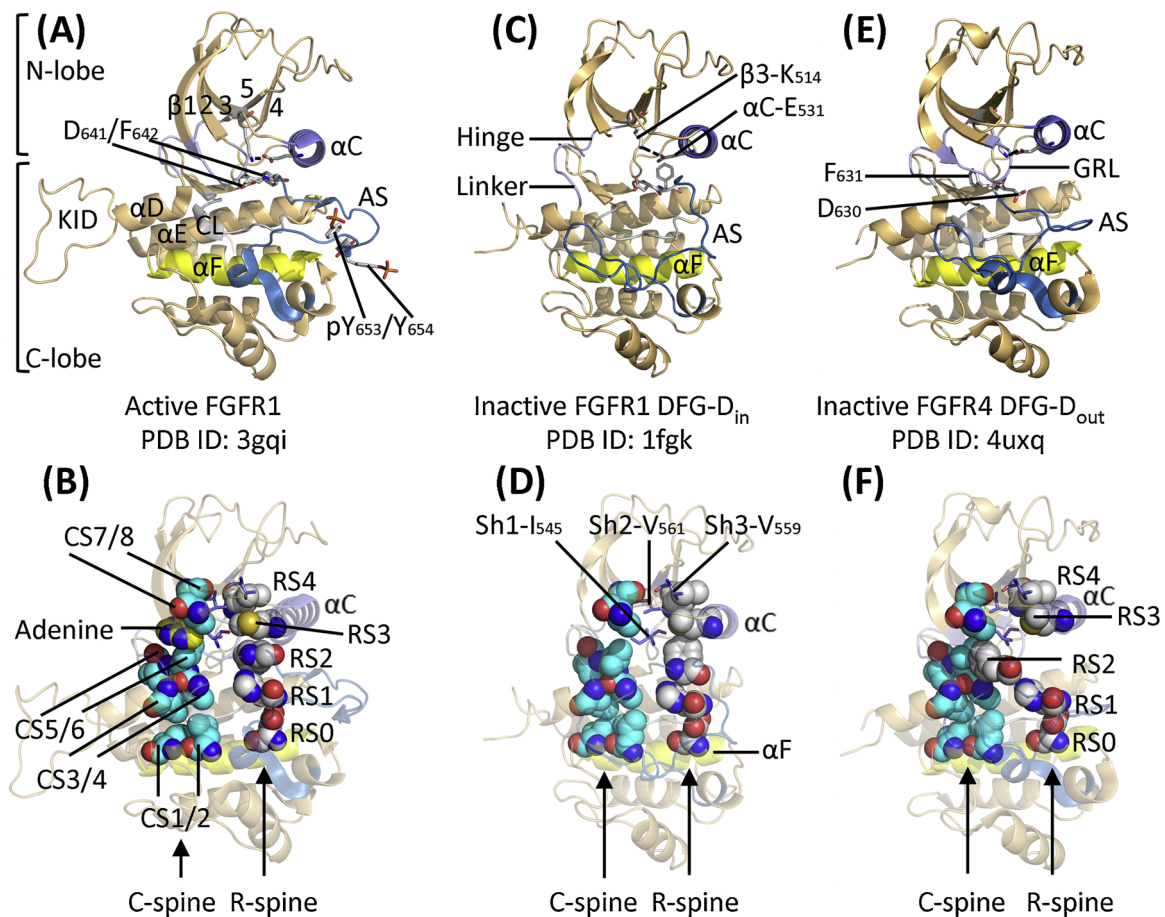 (A)
N-lobe
β1 2 3
5
4
D641/F642
αC
KID
αD
αE
CL
AS
αF
pY653/Y654
C-lobe
Active FGFR1
PDB ID: 3gqi
(C)
β3-K514
αC-E531
Hinge
αC
Linker
AS
αF
Inactive FGFR1 DFG-Din
PDB ID: 1fgk
(E)
αC
F631
GRL
D630
AS
αF
Inactive FGFR4 DFG-Dout
PDB ID: 4uxq
(B)
CS7/8
RS4
αC
Adenine
RS3
RS2
RS1
CS5/6
RS0
CS3/4
CS1/2
C-spine
R-spine
(D)
Sh1-I545
Sh2-V561
Sh3-V559
αC
αF
C-spine
R-spine
(F)
RS4
αC
RS3
RS2
RS1
RS0
C-spine
R-spine